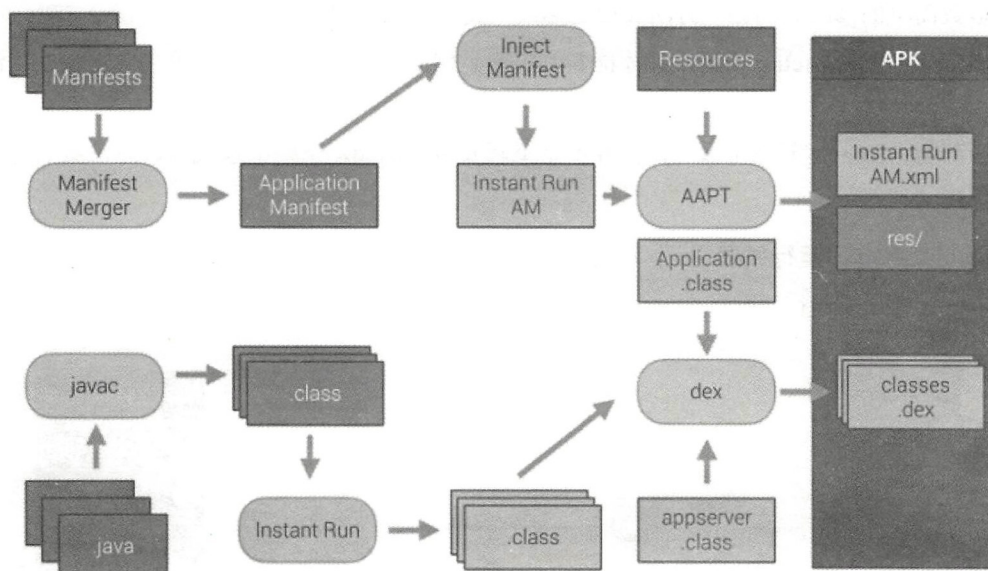 Manifests
Inject
Manifest
Resources
APK
Manifest
Merger
Application
Manifest
Instant Run
AM
AAPT
Instant Run
AM.xml
res/
Application
.class
javac
.class
dex
classes
.dex
.java
Instant Run
.class
appserver
.class